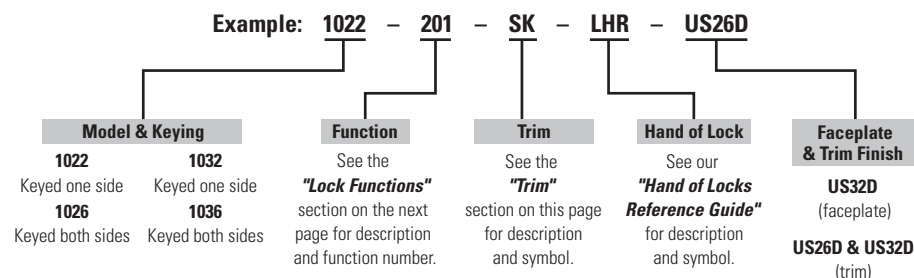 Example: 1022 – 201 – SK – LHR – US26D
Model & Keying
1022 1032
Keyed one side Keyed one side
1026 1036
Keyed both sides Keyed both sides
Function
See the
"Lock Functions"
section on the next
page for description
and function number.
Trim
See the
"Trim"
section on this page
for description
and symbol.
Hand of Lock
See our
"Hand of Locks
Reference Guide"
for description
and symbol.
Faceplate
& Trim Finish
US32D
(faceplate)
US26D & US32D
(trim)